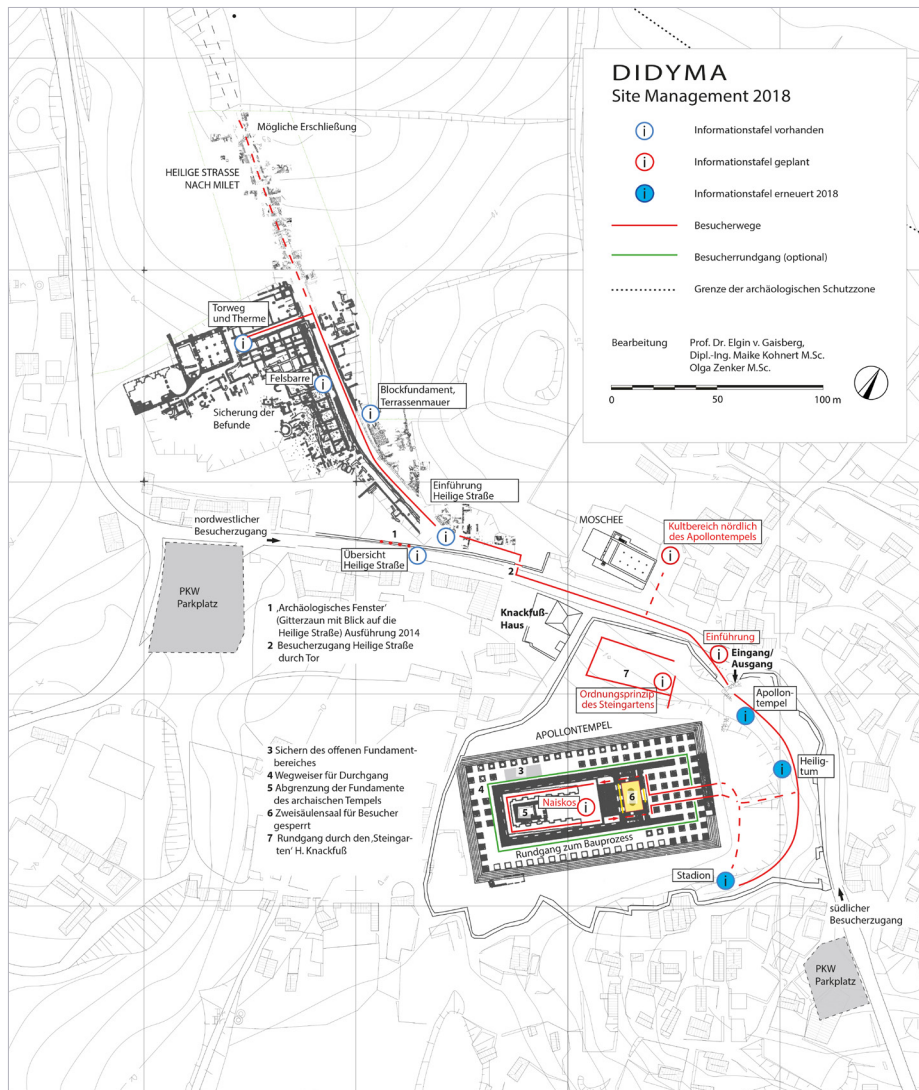 DIDYMA
Site Management 2018
i
Informationstafel vorhanden
i
Informationstafel geplant
i
Informationstafel erneuert 2018
Besucherwege
Besucherrundgang (optional)
Grenze der archäologischen Schutzzone
Bearbeitung
Prof. Dr. Elgin v. Gaisberg,
Dipl.-Ing. Maike Kohnert M.Sc.
Olga Zenker M.Sc.
0
50
100 m
Mögliche Erschließung
HEILIGE STRASSE
NACH MILET
Torweg
und Therme
i
Felsbarre
i
Blockfundament,
Terrassenmauer
i
Sicherung der
Befunde
Einführung
Heilige Straße
i
nordwestlicher
Besucherzugang
1
Übersicht
Heilige Straße
i
2
MOSCHEE
Kultbereich nördlich
des Apollontempels
i
PKW
Parkplatz
Knackfuß-
Haus
1 ‚Archäologisches Fenster‘
(Gitterzaun mit Blick auf die
Heilige Straße) Ausführung 2014
2 Besucherzugang Heilige Straße
durch Tor
Einführung
i
Eingang/
Ausgang
7
i
Ordnungsprinzip
des Steingartens
Apollon-
tempel
i
APOLLONTEMPEL
3 Sichern des offenen Fundament-
bereiches
4 Wegweiser für Durchgang
5 Abgrenzung der Fundamente
des archaischen Tempels
6 Zweisäulensaal für Besucher
gesperrt
7 Rundgang durch den ‚Steingar-
ten‘ H. Knackfuß
3
4
5
Naiskos
i
6
Heilig-
tum
i
Rundgang zum Bauprozess
Stadion
i
südlicher
Besucherzugang
PKW
Parkplatz